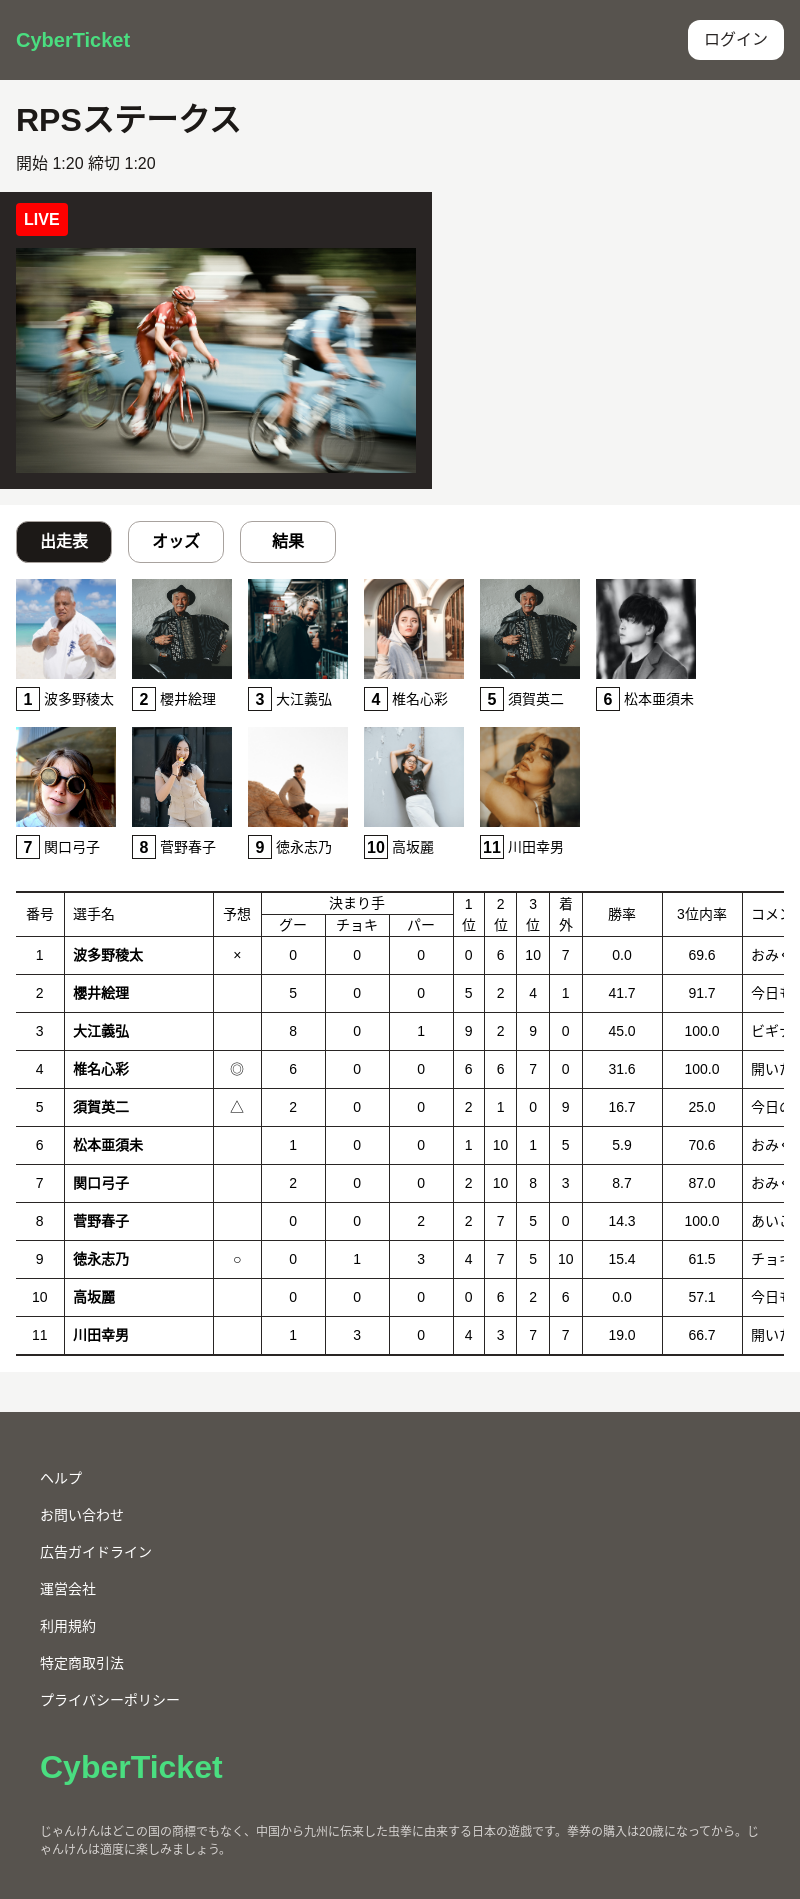 CyberTicket
ログイン
RPSステークス
開始 1:20 締切 1:20
LIVE
出走表 オッズ 結果
1 波多野稜太 2 櫻井絵理 3 大江義弘 4 椎名心彩 5 須賀英二 6 松本亜須未
7 関口弓子 8 菅野春子 9 徳永志乃 10 高坂麗 11 川田幸男
番号 選手名 予想 決まり手 1位 2位 3位 着外 勝率 3位内率 コメン
グー チョキ パー
1 波多野稜太 × 0 0 0 0 6 10 7 0.0 69.6 おみく
2 櫻井絵理 5 0 0 5 2 4 1 41.7 91.7 今日も
3 大江義弘 8 0 1 9 2 9 0 45.0 100.0 ビギナ
4 椎名心彩 ◎ 6 0 0 6 6 7 0 31.6 100.0 開いた
5 須賀英二 △ 2 0 0 2 1 0 9 16.7 25.0 今日の
6 松本亜須未 1 0 0 1 10 1 5 5.9 70.6 おみく
7 関口弓子 2 0 0 2 10 8 3 8.7 87.0 おみく
8 菅野春子 0 0 2 2 7 5 0 14.3 100.0 あいこ
9 徳永志乃 ○ 0 1 3 4 7 5 10 15.4 61.5 チョキ
10 高坂麗 0 0 0 0 6 2 6 0.0 57.1 今日も
11 川田幸男 1 3 0 4 3 7 7 19.0 66.7 開いた
ヘルプ
お問い合わせ
広告ガイドライン
運営会社
利用規約
特定商取引法
プライバシーポリシー
CyberTicket
じゃんけんはどこの国の商標でもなく、中国から九州に伝来した虫拳に由来する日本の遊戯です。拳券の購入は20歳になってから。じ
ゃんけんは適度に楽しみましょう。